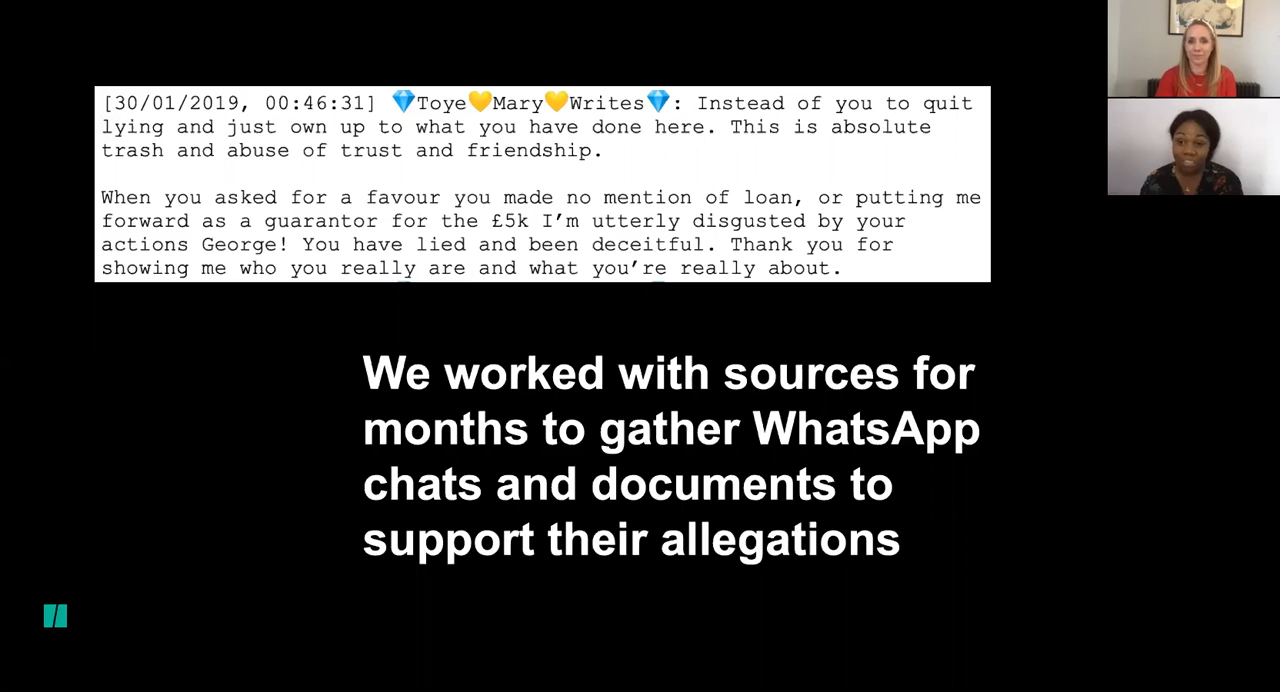 [30/01/2019, 00:46:31] 💎Toye💛Mary💛Writes💎: Instead of you to quit
lying and just own up to what you have done here. This is absolute
trash and abuse of trust and friendship.
When you asked for a favour you made no mention of loan, or putting me
forward as a guarantor for the £5k I’m utterly disgusted by your
actions George! You have lied and been deceitful. Thank you for
showing me who you really are and what you’re really about.
We worked with sources for
months to gather WhatsApp
chats and documents to
support their allegations